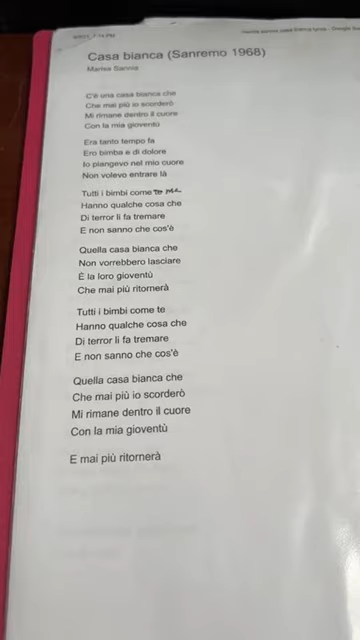 7:14 PM
Casa bianca (Sanremo 1968)
Marisa Sannia
C'è una casa bianca che
Che mai più io scorderò
Mi rimane dentro il cuore
Con la mia gioventù
Era tanto tempo fa
Ero bimba e di dolore
Io piangevo nel mio cuore
Non volevo entrare là
Tutti i bimbi come te me
Hanno qualche cosa che
Di terror li fa tremare
E non sanno che cos'è
Quella casa bianca che
Non vorrebbero lasciare
È la loro gioventù
Che mai più ritornerà
Tutti i bimbi come te
Hanno qualche cosa che
Di terror li fa tremare
E non sanno che cos'è
Quella casa bianca che
Che mai più io scorderò
Mi rimane dentro il cuore
Con la mia gioventù
E mai più ritornerà